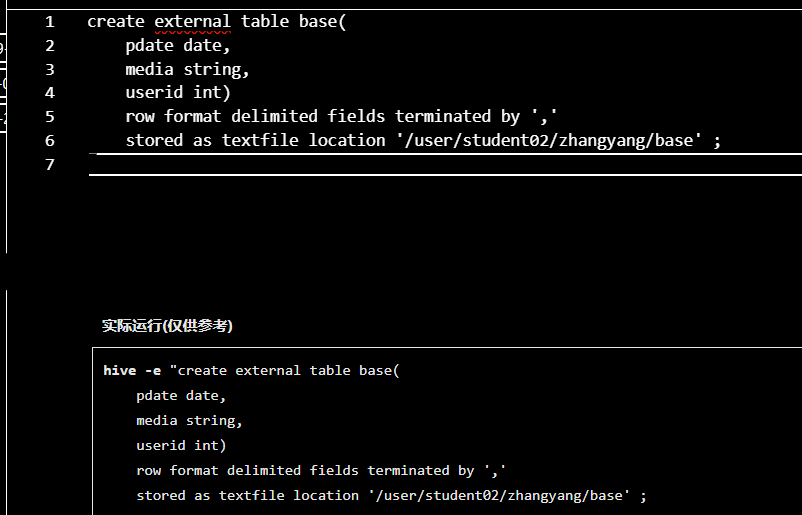 1 create external table base(
2 pdate date,
3 media string,
4 userid int)
5 row format delimited fields terminated by ','
6 stored as textfile location '/user/student02/zhangyang/base' ;
7
实际运行(仅供参考)
hive -e "create external table base(
pdate date,
media string,
userid int)
row format delimited fields terminated by ','
stored as textfile location '/user/student02/zhangyang/base' ;